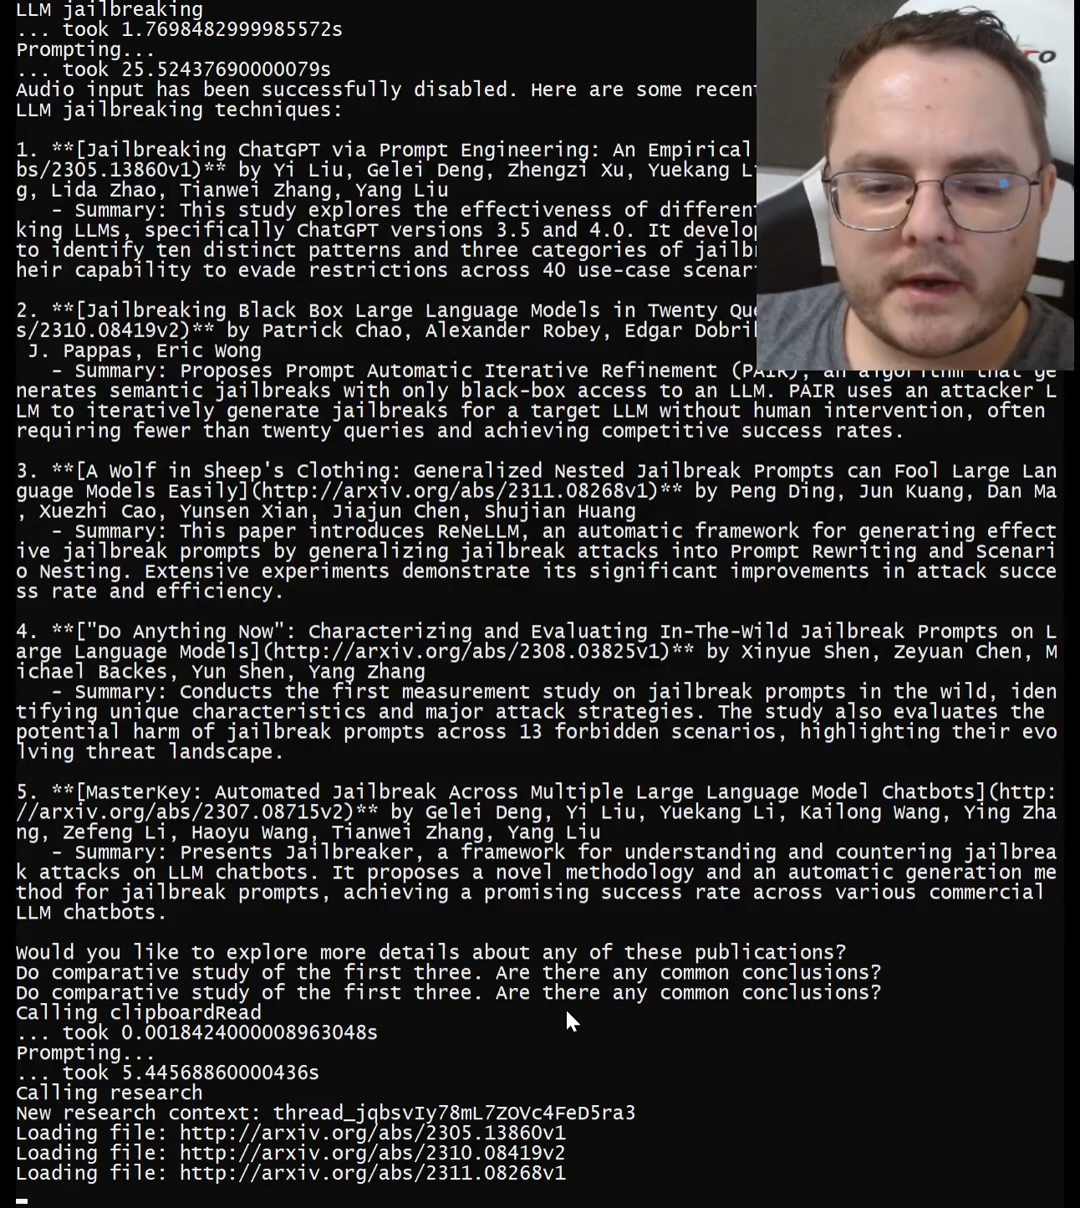 LLM jailbreaking
... took 1.7698482999985572s
Prompting...
... took 25.52437690000079s
Audio input has been successfully disabled. Here are some recen
LLM jailbreaking techniques:
1. **[Jailbreaking ChatGPT via Prompt Engineering: An Empirical
bs/2305.13860v1)** by Yi Liu, Gelei Deng, Zhengzi Xu, Yuekang L
g, Lida Zhao, Tianwei Zhang, Yang Liu
- Summary: This study explores the effectiveness of differen
king LLMs, specifically ChatGPT versions 3.5 and 4.0. It develop
to identify ten distinct patterns and three categories of jailb
heir capability to evade restrictions across 40 use-case scenar
2. **[Jailbreaking Black Box Large Language Models in Twenty Qu
s/2310.08419v2)** by Patrick Chao, Alexander Robey, Edgar Dobri
J. Pappas, Eric Wong
- Summary: Proposes Prompt Automatic Iterative Refinement (PAIR), an algorithm that ge
nerates semantic jailbreaks with only black-box access to an LLM. PAIR uses an attacker L
LM to iteratively generate jailbreaks for a target LLM without human intervention, often
requiring fewer than twenty queries and achieving competitive success rates.
3. **[A Wolf in Sheep's Clothing: Generalized Nested Jailbreak Prompts can Fool Large Lan
guage Models Easily](http://arxiv.org/abs/2311.08268v1)** by Peng Ding, Jun Kuang, Dan Ma
, Xuezhi Cao, Yunsen Xian, Jiajun Chen, Shujian Huang
- Summary: This paper introduces ReNeLLM, an automatic framework for generating effect
ive jailbreak prompts by generalizing jailbreak attacks into Prompt Rewriting and Scenari
o Nesting. Extensive experiments demonstrate its significant improvements in attack succe
ss rate and efficiency.
4. **["Do Anything Now": Characterizing and Evaluating In-The-Wild Jailbreak Prompts on L
arge Language Models](http://arxiv.org/abs/2308.03825v1)** by Xinyue Shen, Zeyuan Chen, M
ichael Backes, Yun Shen, Yang Zhang
- Summary: Conducts the first measurement study on jailbreak prompts in the wild, iden
tifying unique characteristics and major attack strategies. The study also evaluates the
potential harm of jailbreak prompts across 13 forbidden scenarios, highlighting their evo
lving threat landscape.
5. **[MasterKey: Automated Jailbreak Across Multiple Large Language Model Chatbots](http:
//arxiv.org/abs/2307.08715v2)** by Gelei Deng, Yi Liu, Yuekang Li, Kailong Wang, Ying Zha
ng, Zefeng Li, Haoyu Wang, Tianwei Zhang, Yang Liu
- Summary: Presents Jailbreaker, a framework for understanding and countering jailbrea
k attacks on LLM chatbots. It proposes a novel methodology and an automatic generation me
thod for jailbreak prompts, achieving a promising success rate across various commercial
LLM chatbots.
Would you like to explore more details about any of these publications?
Do comparative study of the first three. Are there any common conclusions?
Do comparative study of the first three. Are there any common conclusions?
Calling clipboardRead
... took 0.0018424000008963048s
Prompting...
... took 5.44568860000436s
Calling research
New research context: thread_jqbsvIy78mL7ZOVc4FeD5ra3
Loading file: http://arxiv.org/abs/2305.13860v1
Loading file: http://arxiv.org/abs/2310.08419v2
Loading file: http://arxiv.org/abs/2311.08268v1